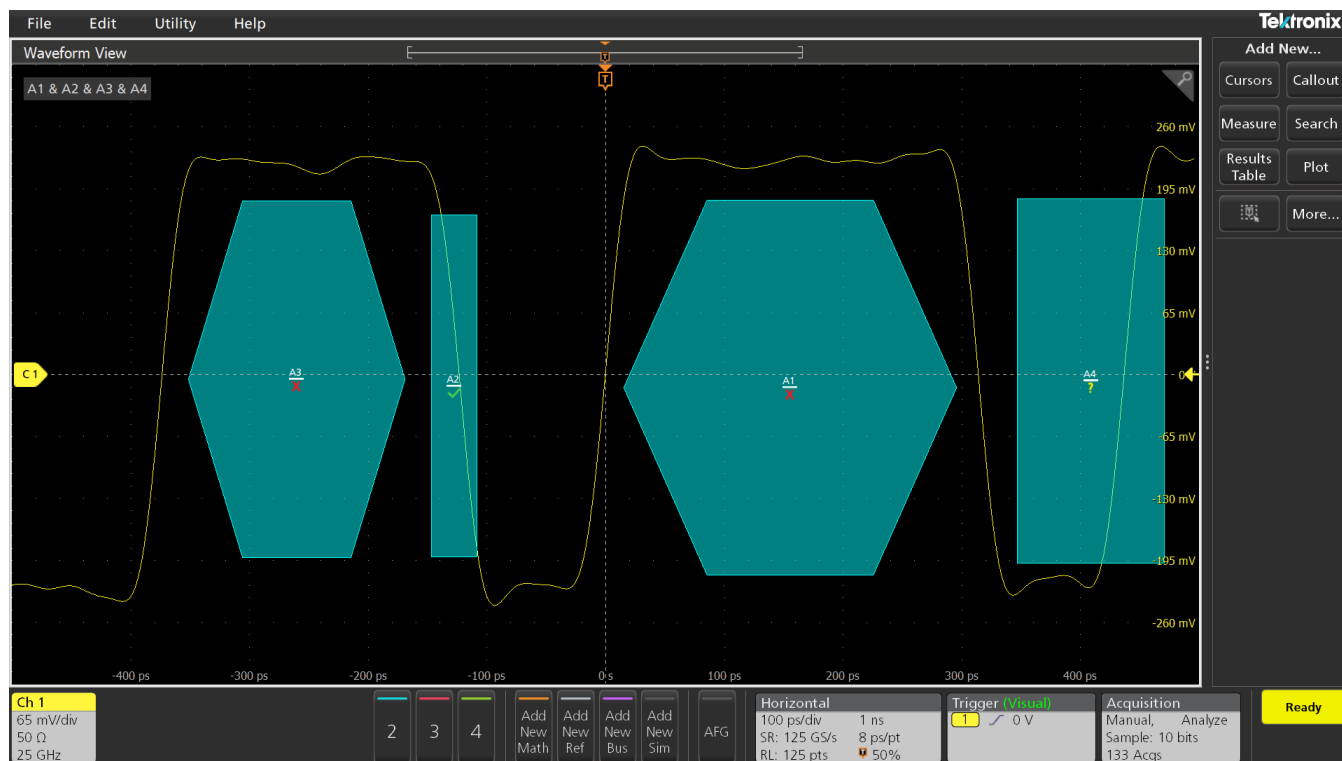 File Edit Utility Help
Tektronix
Waveform View
Add New...
A1 & A2 & A3 & A4
T
T
Cursors Callout
Measure Search
Results Table Plot
More...
260 mV
195 mV
130 mV
65 mV
C 1
A3
X
A2
A1
X
A4
?
0
-65 mV
-130 mV
-195 mV
-260 mV
-400 ps -300 ps -200 ps -100 ps 0 s 100 ps 200 ps 300 ps 400 ps
Ch 1
65 mV/div
50 Ω
25 GHz
2 3 4
Add New Math
Add New Ref
Add New Bus
Add New Sim
AFG
Horizontal
100 ps/div 1 ns
SR: 125 GS/s 8 ps/pt
RL: 125 pts 50%
Trigger (Visual)
1 0 V
Acquisition
Manual, Analyze
Sample: 10 bits
133 Acqs
Ready